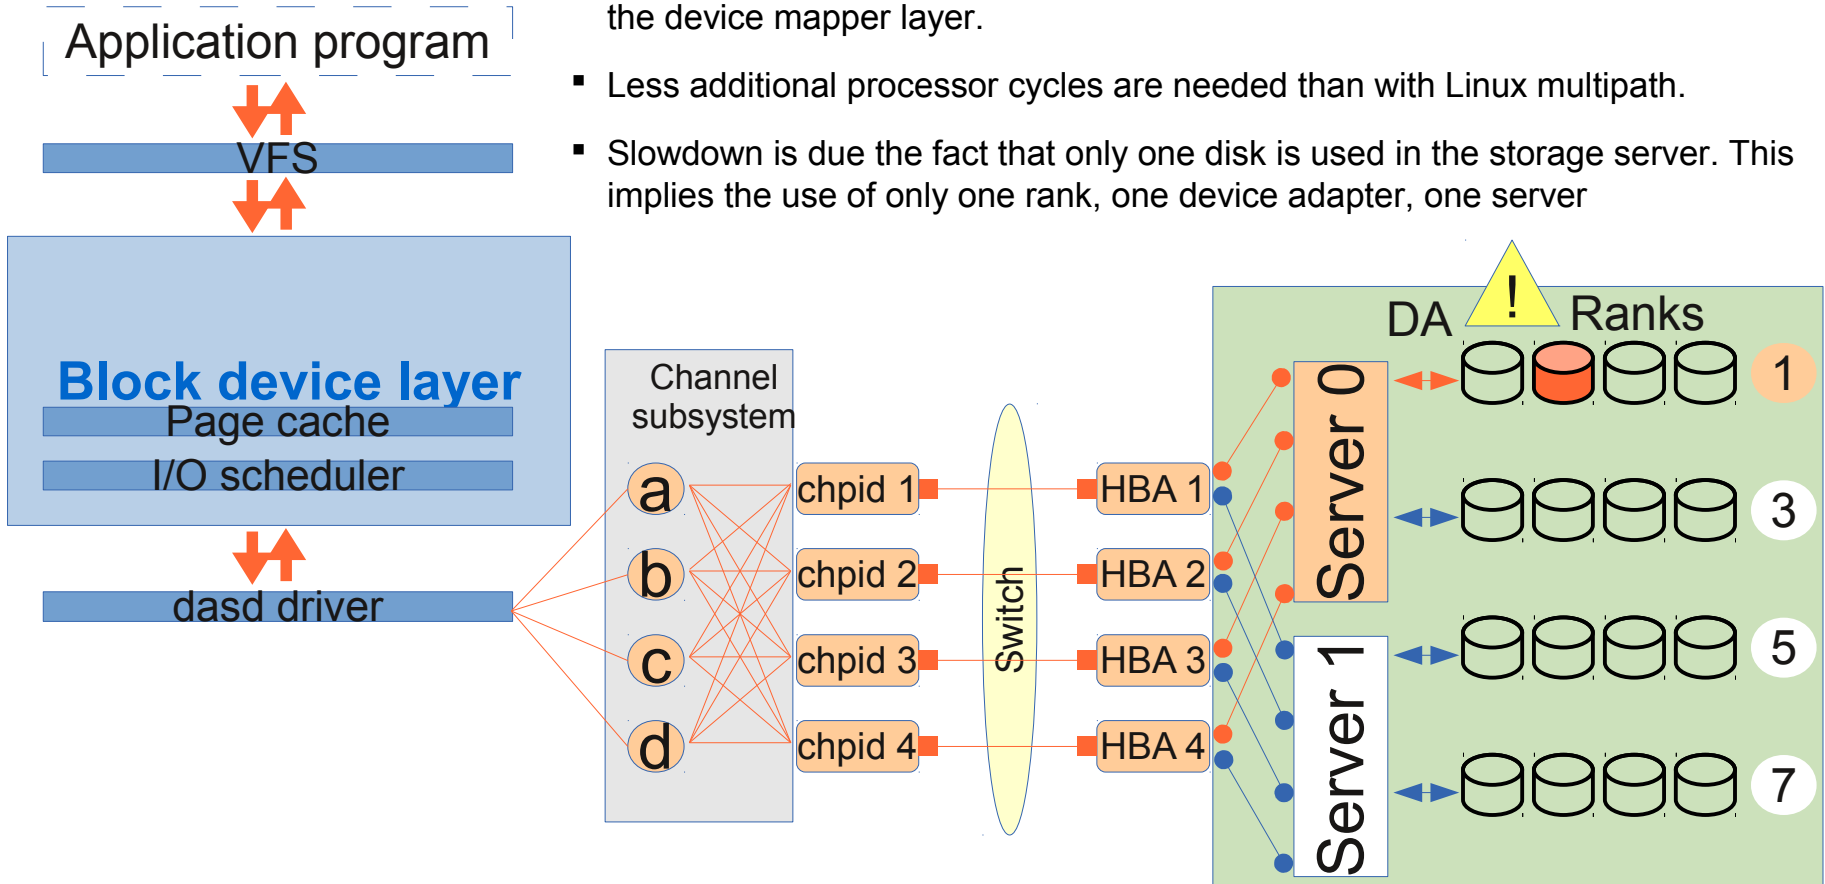 the device mapper layer.
▪ Less additional processor cycles are needed than with Linux multipath.
▪ Slowdown is due the fact that only one disk is used in the storage server. This
implies the use of only one rank, one device adapter, one server
Application program
VFS
Block device layer
Page cache
I/O scheduler
dasd driver
Channel
subsystem
a
b
c
d
chpid 1
chpid 2
chpid 3
chpid 4
Switch
HBA 1
HBA 2
HBA 3
HBA 4
Server 0
Server 1
DA
!
Ranks
1
3
5
7